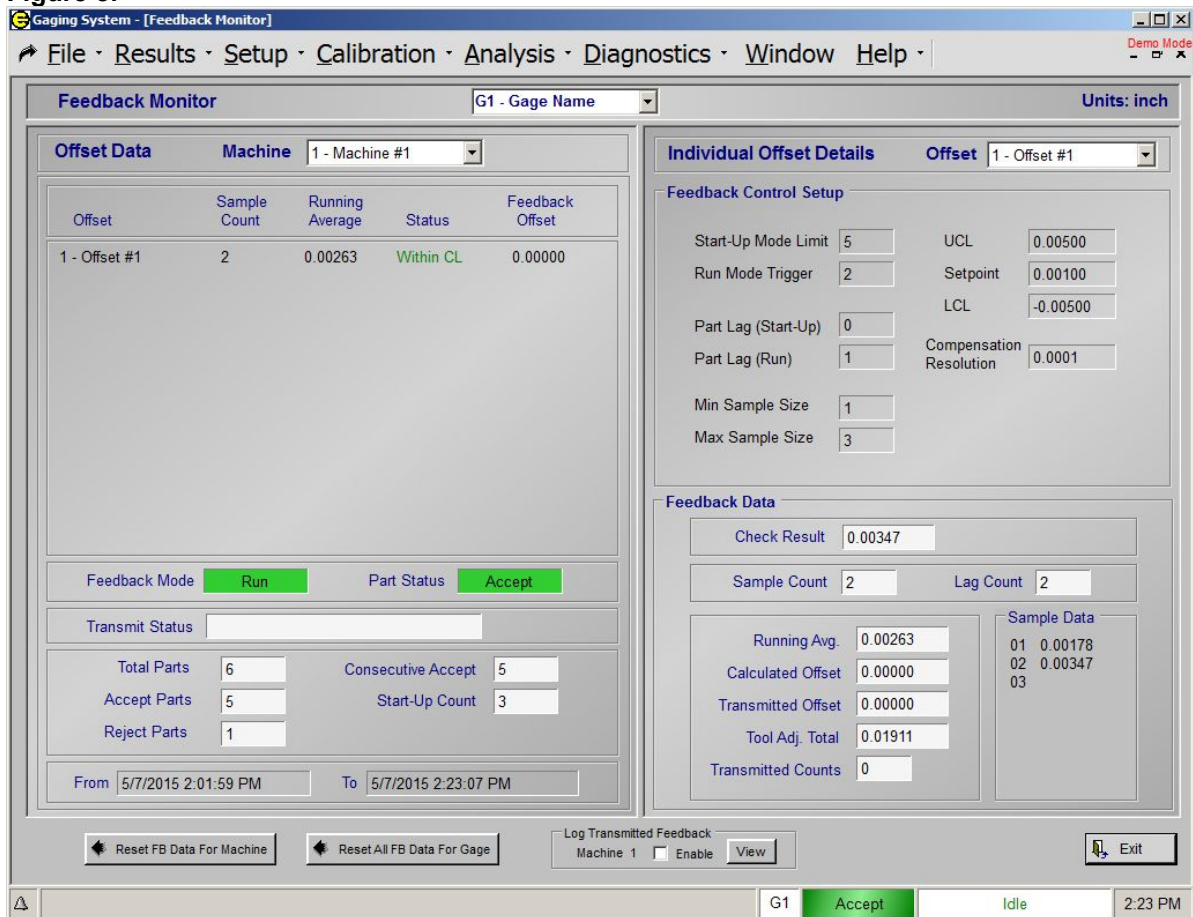 Gaging System - [Feedback Monitor]
File Results Setup Calibration Analysis Diagnostics Window Help
Demo Mode
Feedback Monitor
G1 - Gage Name
Units: inch
Offset Data
Machine 1 - Machine #1
Offset
Sample Count
Running Average
Status
Feedback Offset
1 - Offset #1 2 0.00263 Within CL 0.00000
Feedback Mode Run
Part Status Accept
Transmit Status
Total Parts 6
Consecutive Accept 5
Accept Parts 5
Start-Up Count 3
Reject Parts 1
From 5/7/2015 2:01:59 PM To 5/7/2015 2:23:07 PM
Individual Offset Details
Offset 1 - Offset #1
Feedback Control Setup
Start-Up Mode Limit 5
UCL 0.00500
Run Mode Trigger 2
Setpoint 0.00100
LCL -0.00500
Part Lag (Start-Up) 0
Part Lag (Run) 1
Compensation Resolution 0.0001
Min Sample Size 1
Max Sample Size 3
Feedback Data
Check Result 0.00347
Sample Count 2
Lag Count 2
Running Avg. 0.00263
Calculated Offset 0.00000
Transmitted Offset 0.00000
Tool Adj. Total 0.01911
Transmitted Counts 0
Sample Data
01 0.00178
02 0.00347
03
Reset FB Data For Machine
Reset All FB Data For Gage
Log Transmitted Feedback
Machine 1 Enable View
Exit
G1 Accept Idle 2:23 PM